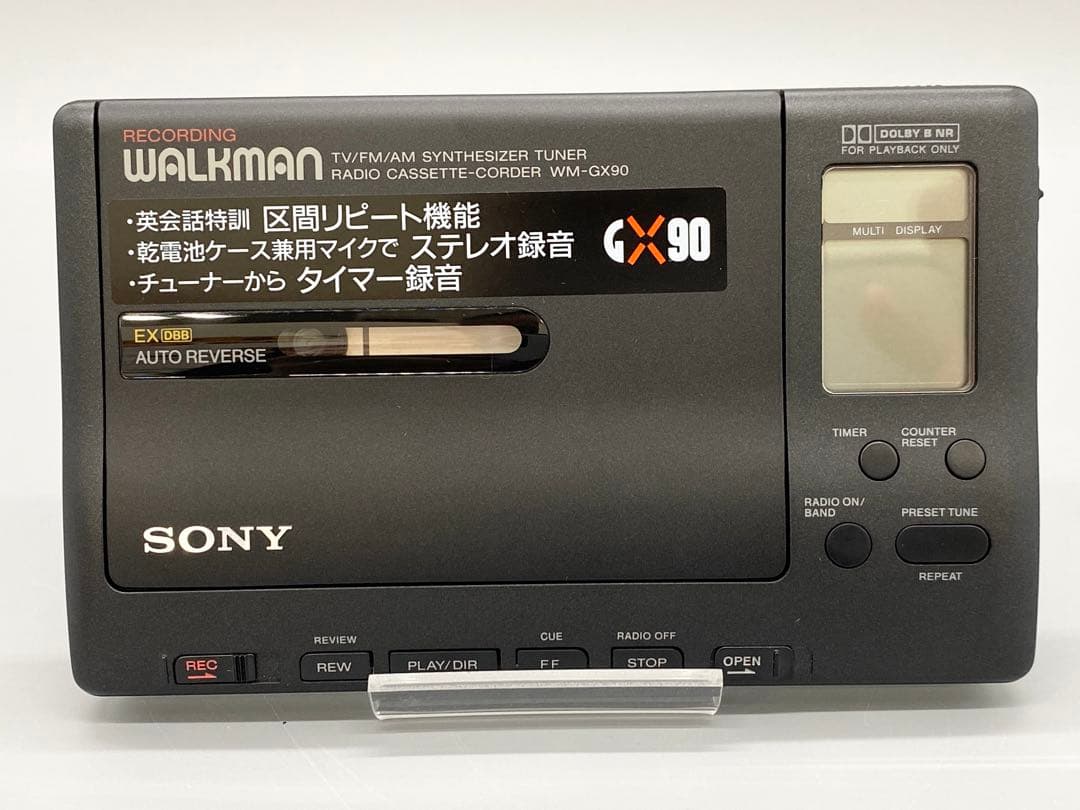 RECORDING
WALKMAN
TV/FM/AM SYNTHESIZER TUNER
RADIO CASSETTE-CORDER WM-GX90
・英会話特訓 区間リピート機能
・乾電池ケース兼用マイクで ステレオ録音
・チューナーから タイマー録音
GX90
EX DBB
AUTO REVERSE
SONY
DOLBY B NR
FOR PLAYBACK ONLY
MULTI DISPLAY
TIMER
COUNTER
RESET
RADIO ON/
BAND
PRESET TUNE
REPEAT
REVIEW
CUE
RADIO OFF
REC
REW
PLAY/DIR
FF
STOP
OPEN